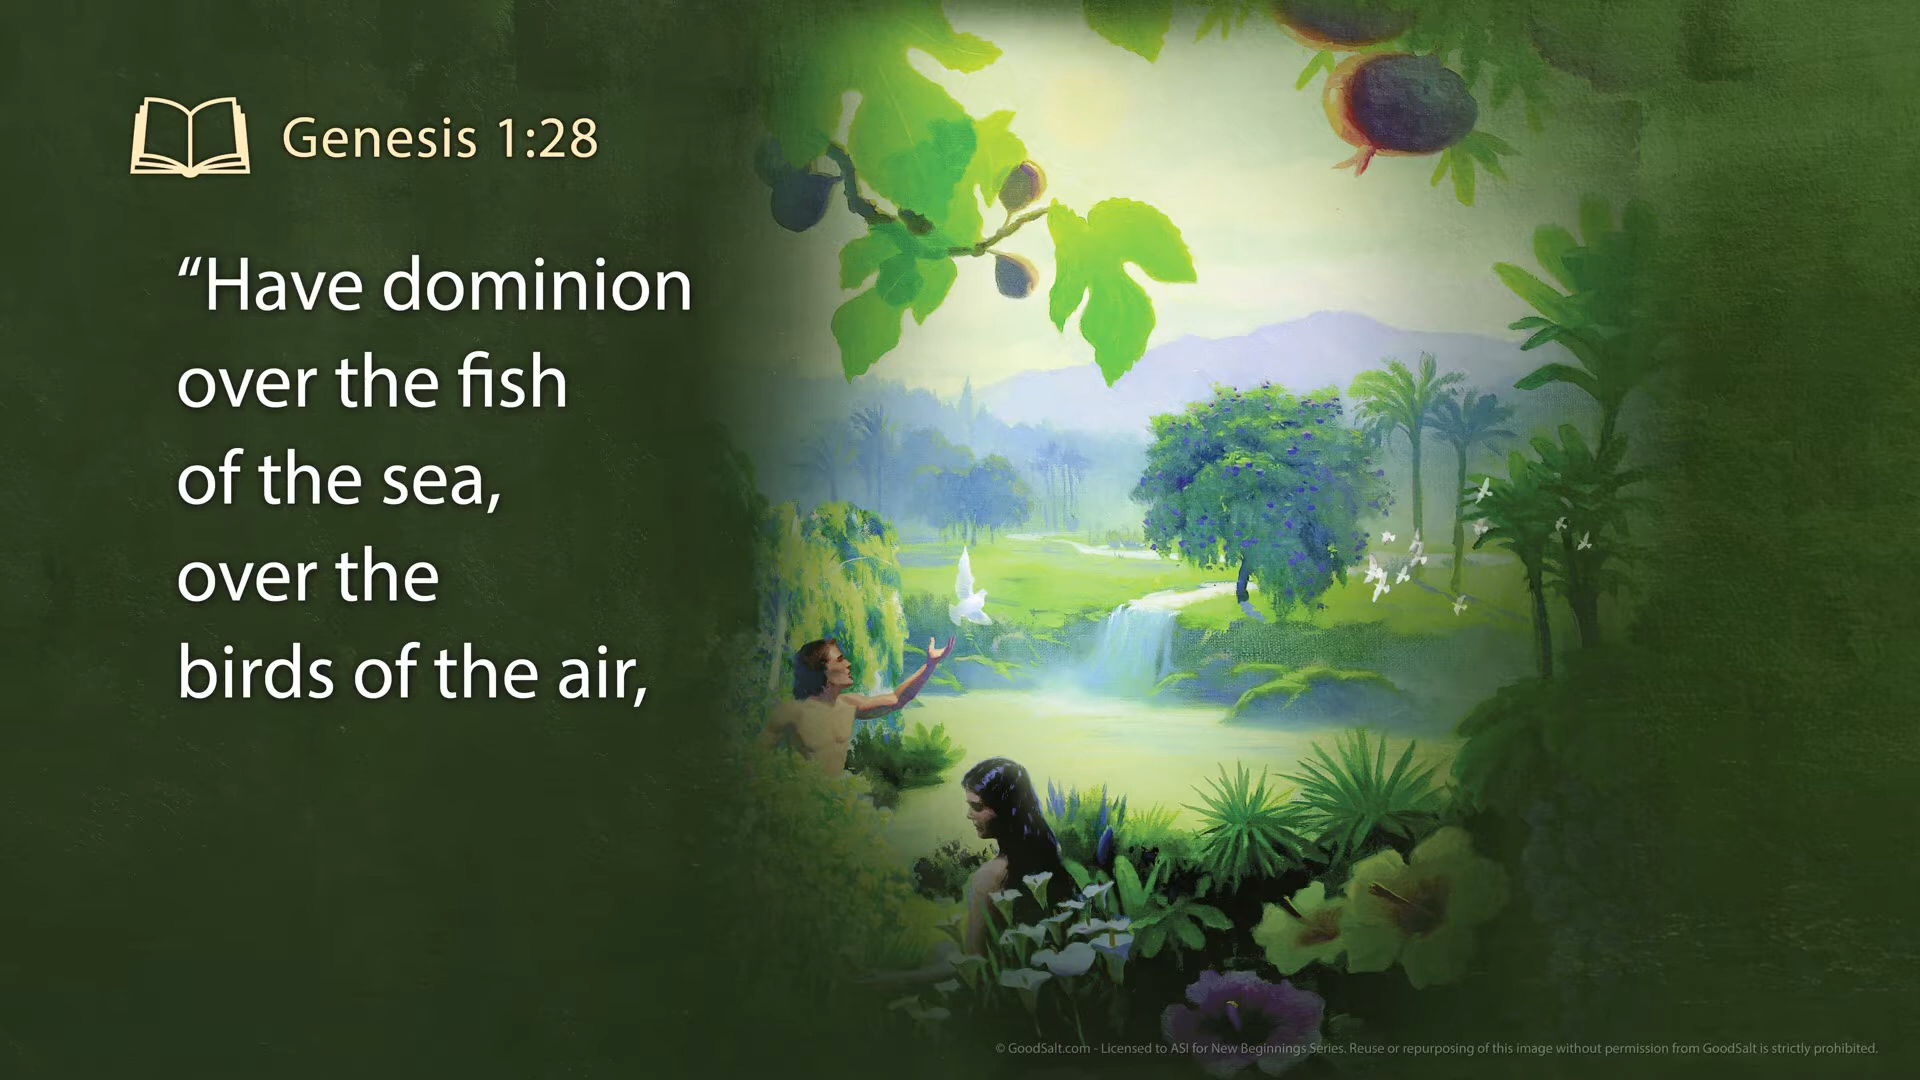 Genesis 1:28
“Have dominion
over the fish
of the sea,
over the
birds of the air,
© GoodSalt.com - Licensed to ASI for New Beginnings Series. Reuse or repurposing of this image without permission from GoodSalt is strictly prohibited.